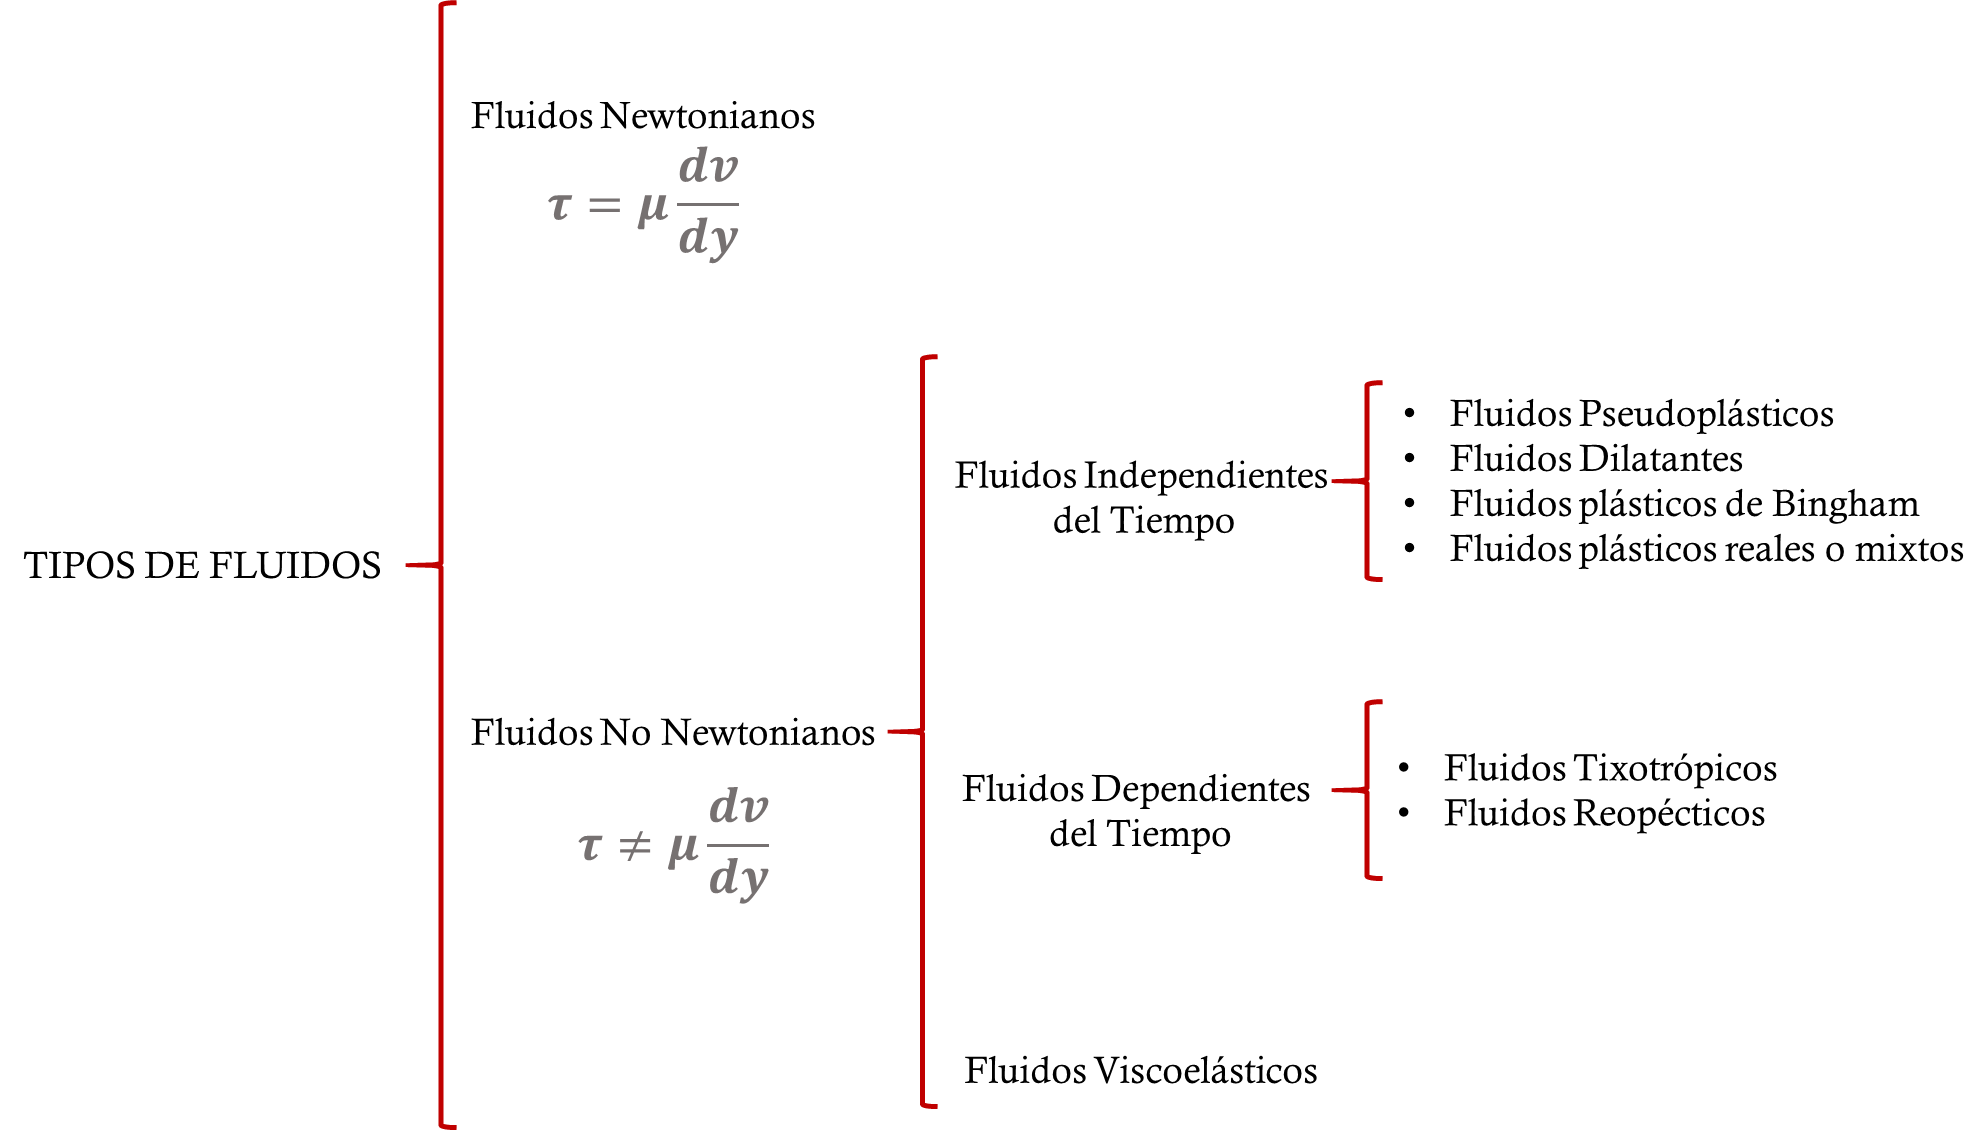 TIPOS DE FLUIDOS
Fluidos Newtonianos
τ = μ dv/dy
Fluidos No Newtonianos
τ ≠ μ dv/dy
Fluidos Independientes
del Tiempo
• Fluidos Pseudoplásticos
• Fluidos Dilatantes
• Fluidos plásticos de Bingham
• Fluidos plásticos reales o mixtos
Fluidos Dependientes
del Tiempo
• Fluidos Tixotrópicos
• Fluidos Reopécticos
Fluidos Viscoelásticos